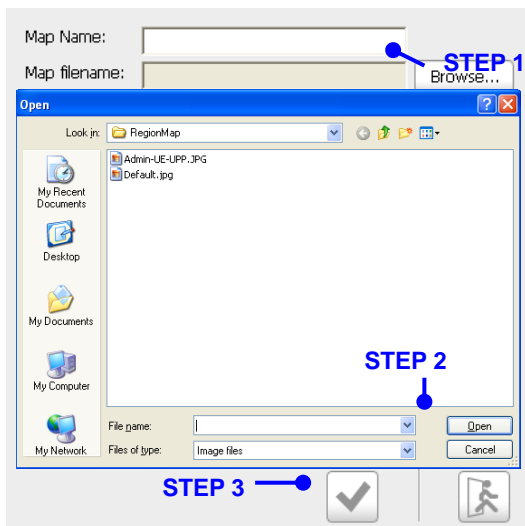 Map Name:
STEP 1
Map filename:
Browse...
Open
Look in:
RegionMap
Admin-UE-UPP.JPG
Default.jpg
My Recent
Documents
Desktop
My Documents
My Computer
My Network
STEP 2
File name:
Open
Files of type:
Image files
Cancel
STEP 3